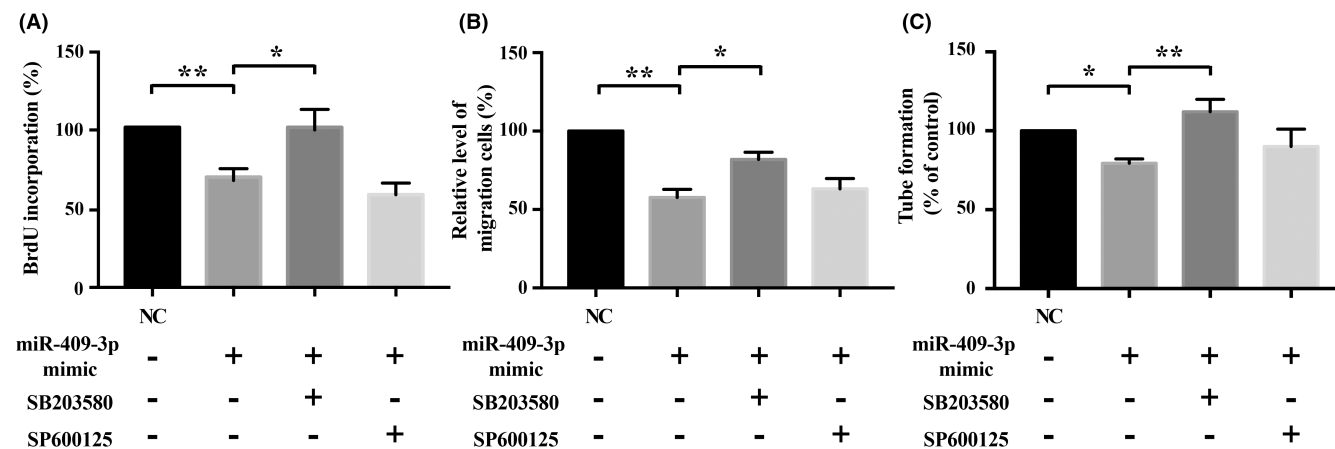 (A)
BrdU incorporation (%)
150
100
50
0
** *
NC
miR-409-3p
mimic
- + + +
SB203580 - - + -
SP600125 - - - +
(B)
Relative level of
migration cells (%)
150
100
50
0
** *
NC
miR-409-3p
mimic
- + + +
SB203580 - - + -
SP600125 - - - +
(C)
Tube formation
(% of control)
150
100
50
0
* **
NC
miR-409-3p
mimic
- + + +
SB203580 - - + -
SP600125 - - - +